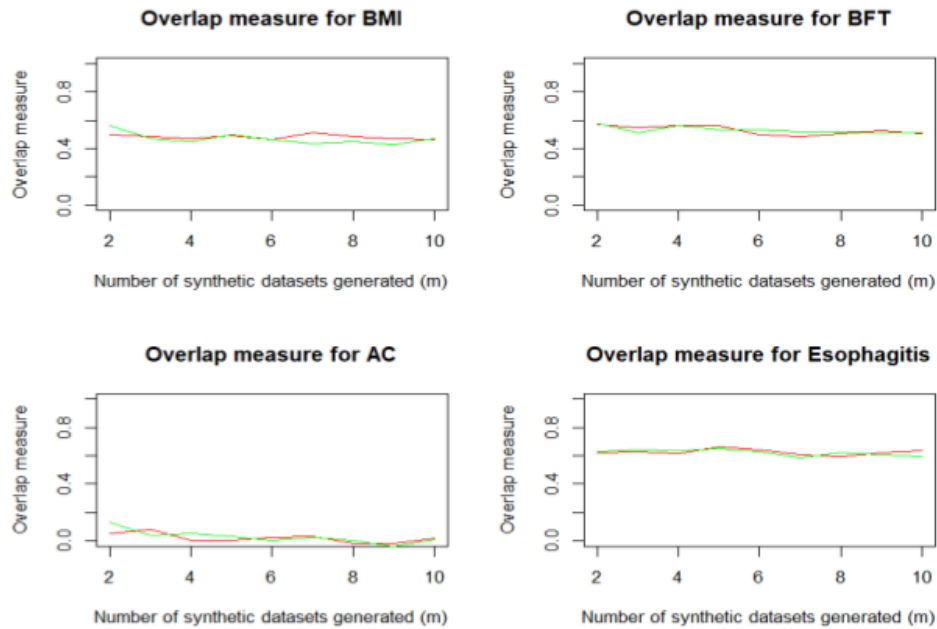 Overlap measure for BMI
Overlap measure
0.0 0.4 0.8
2 4 6 8 10
Number of synthetic datasets generated (m)
Overlap measure for BFT
Overlap measure
0.0 0.4 0.8
2 4 6 8 10
Number of synthetic datasets generated (m)
Overlap measure for AC
Overlap measure
0.0 0.4 0.8
2 4 6 8 10
Number of synthetic datasets generated (m)
Overlap measure for Esophagitis
Overlap measure
0.0 0.4 0.8
2 4 6 8 10
Number of synthetic datasets generated (m)